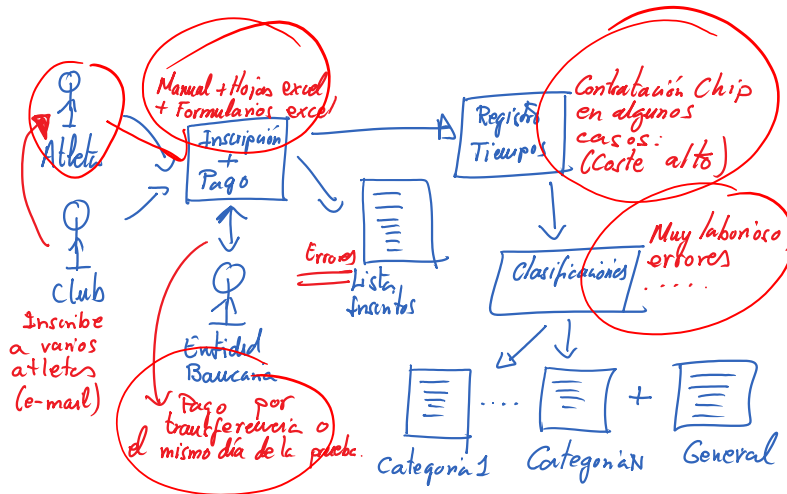 Manual + Hojas excel
+ Formularios excel
Atleta
Inscripción
+
Pago
Club
Inscribe
a varios
atletas
(e-mail)
Entidad
Bancaria
Pago por
transferencia o
el mismo día de la prueba.
Errores
Lista
Inscritos
Registro
Tiempos
Contratación Chip
en algunos
casos:
(Coste alto)
Clasificaciones
Muy laborioso
errores
.....
Categoría 1
....
Categoría N
+
General